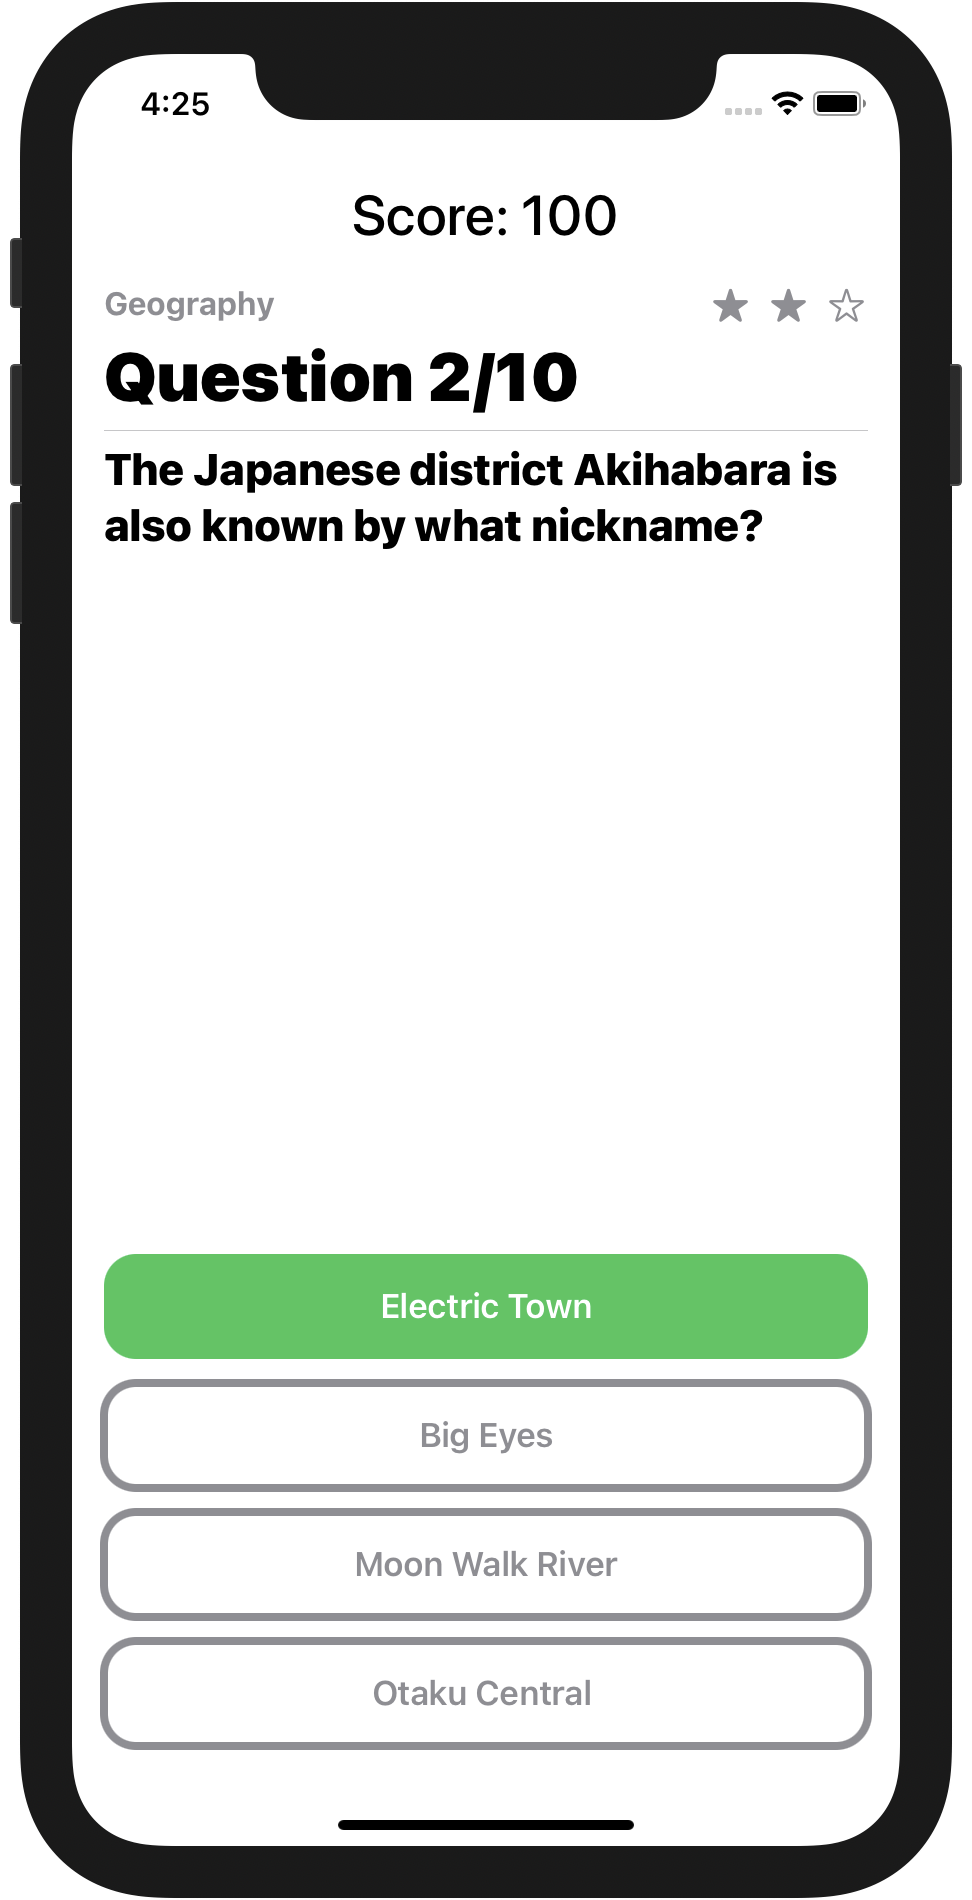 4:25
Score: 100
Geography
Question 2/10
The Japanese district Akihabara is
also known by what nickname?
Electric Town
Big Eyes
Moon Walk River
Otaku Central